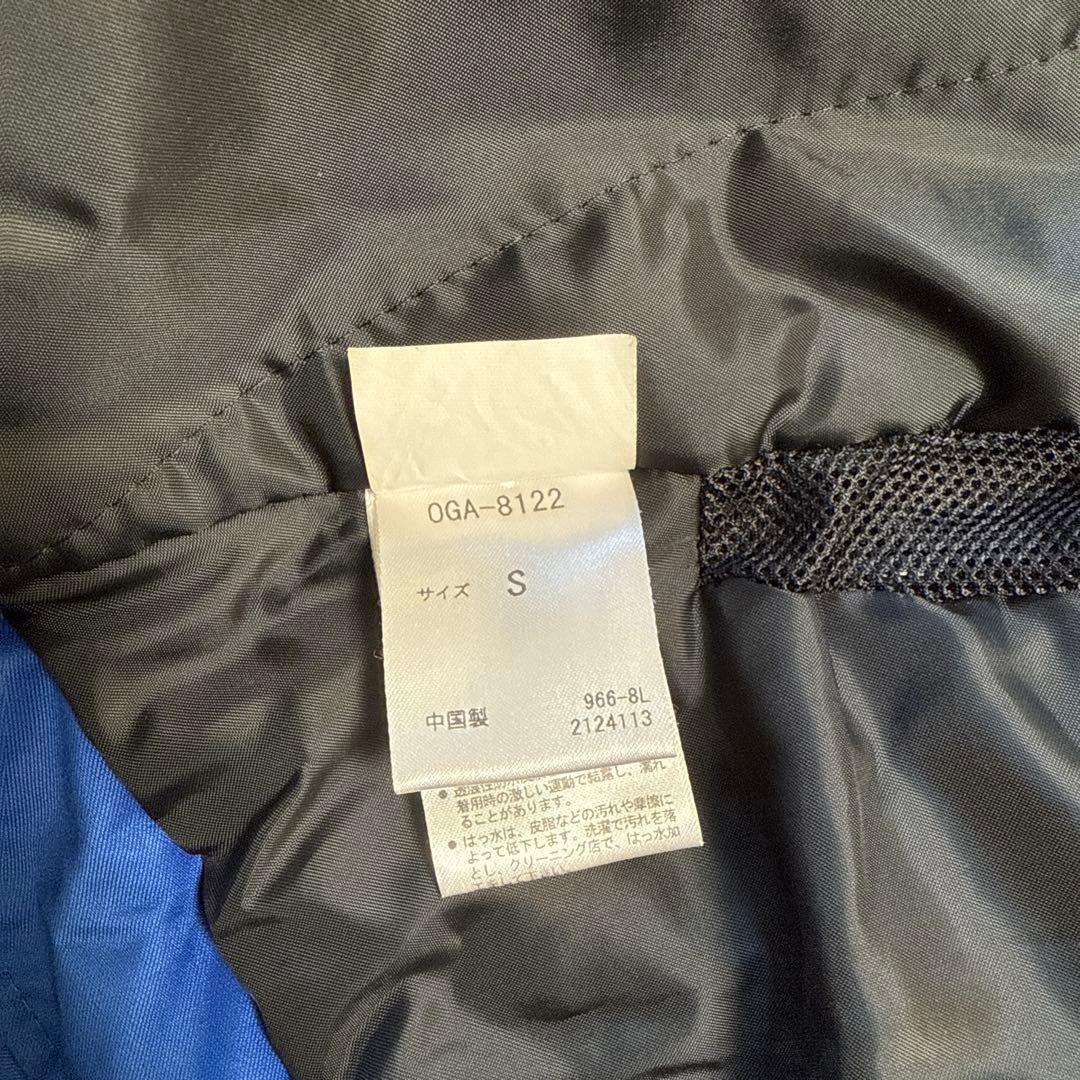 OGA-8122
サイズ S
966-8L
中国製 2124113
着用時の激しい運動で結露し、濡れ
ることがあります。
● はっ水は、皮脂などの汚れや摩擦に
よって低下します。洗濯で汚れを落
とし、クリーニング店で、はっ水加